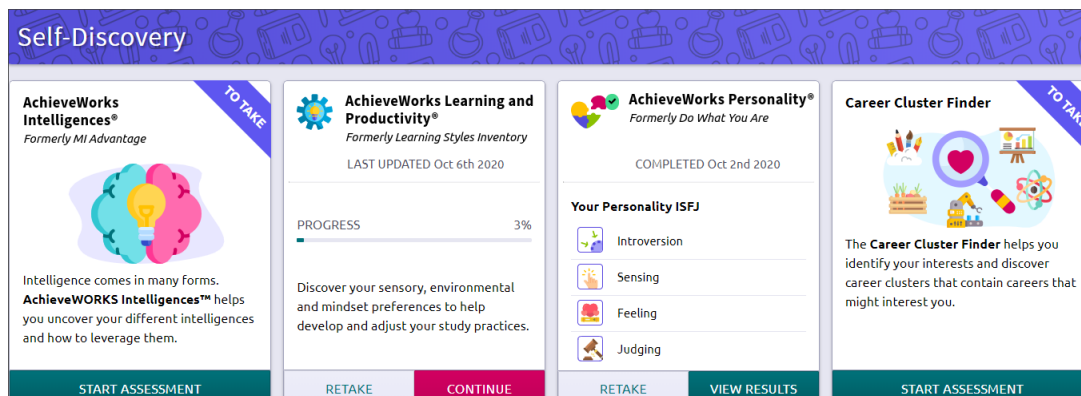 Self-Discovery
TO TAKE
AchieveWorks
Intelligences®
Formerly MI Advantage
Intelligence comes in many forms.
AchieveWORKS Intelligences™ helps
you uncover your different intelligences
and how to leverage them.
START ASSESSMENT
AchieveWorks Learning and
Productivity®
Formerly Learning Styles Inventory
LAST UPDATED Oct 6th 2020
PROGRESS 3%
Discover your sensory, environmental
and mindset preferences to help
develop and adjust your study practices.
RETAKE CONTINUE
AchieveWorks Personality®
Formerly Do What You Are
COMPLETED Oct 2nd 2020
Your Personality ISFJ
Introversion
Sensing
Feeling
Judging
RETAKE VIEW RESULTS
TO TAKE
Career Cluster Finder
The Career Cluster Finder helps you
identify your interests and discover
career clusters that contain careers that
might interest you.
START ASSESSMENT